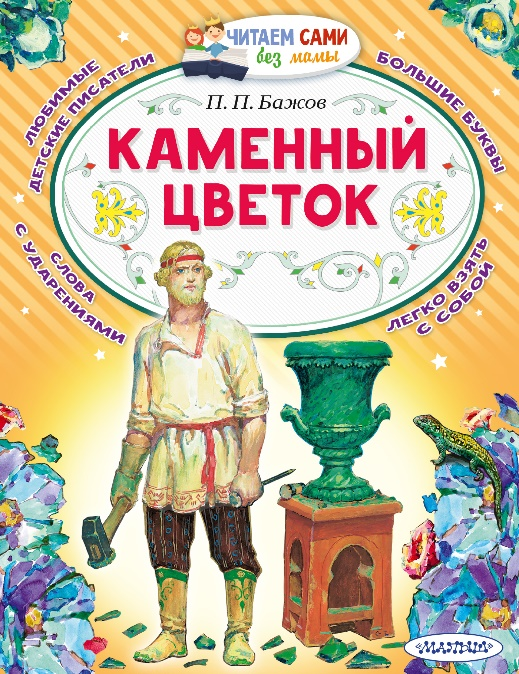 ЧИТАЕМ САМИ
без мамы
ЛЮБИМЫЕ
ДЕТСКИЕ ПИСАТЕЛИ
БОЛЬШИЕ БУКВЫ
П. П. Бажов
КАМЕННЫЙ
ЦВЕТОК
СЛОВА
С УДАРЕНИЯМИ
ЛЕГКО ВЗЯТЬ
С СОБОЙ
МАЛЫШ